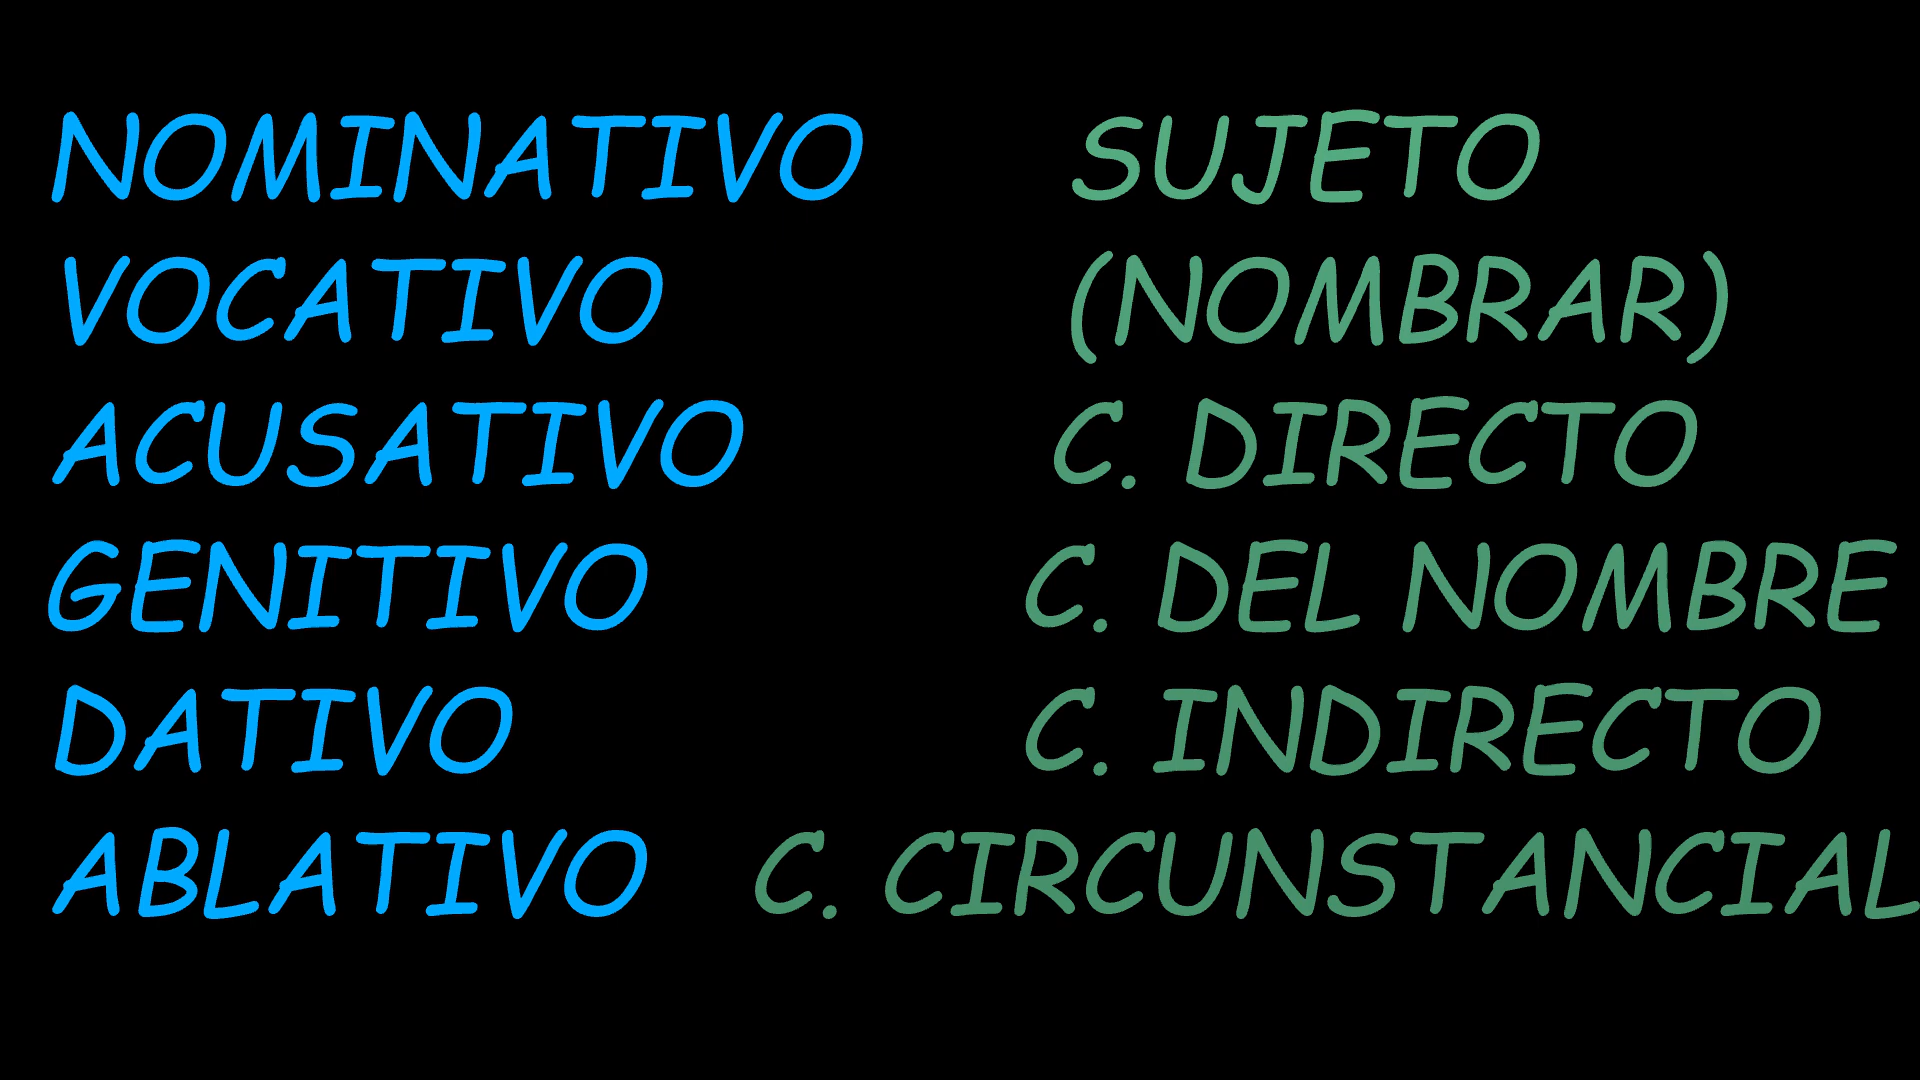 NOMINATIVO SUJETO
VOCATIVO (NOMBRAR)
ACUSATIVO C. DIRECTO
GENITIVO C. DEL NOMBRE
DATIVO C. INDIRECTO
ABLATIVO C. CIRCUNSTANCIAL